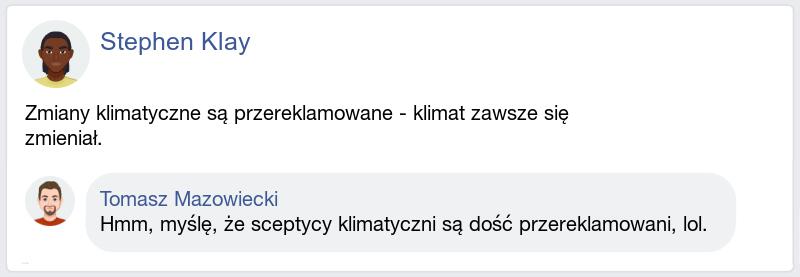 Stephen Klay
Zmiany klimatyczne są przereklamowane - klimat zawsze się
zmieniał.
Tomasz Mazowiecki
Hmm, myślę, że sceptycy klimatyczni są dość przereklamowani, lol.